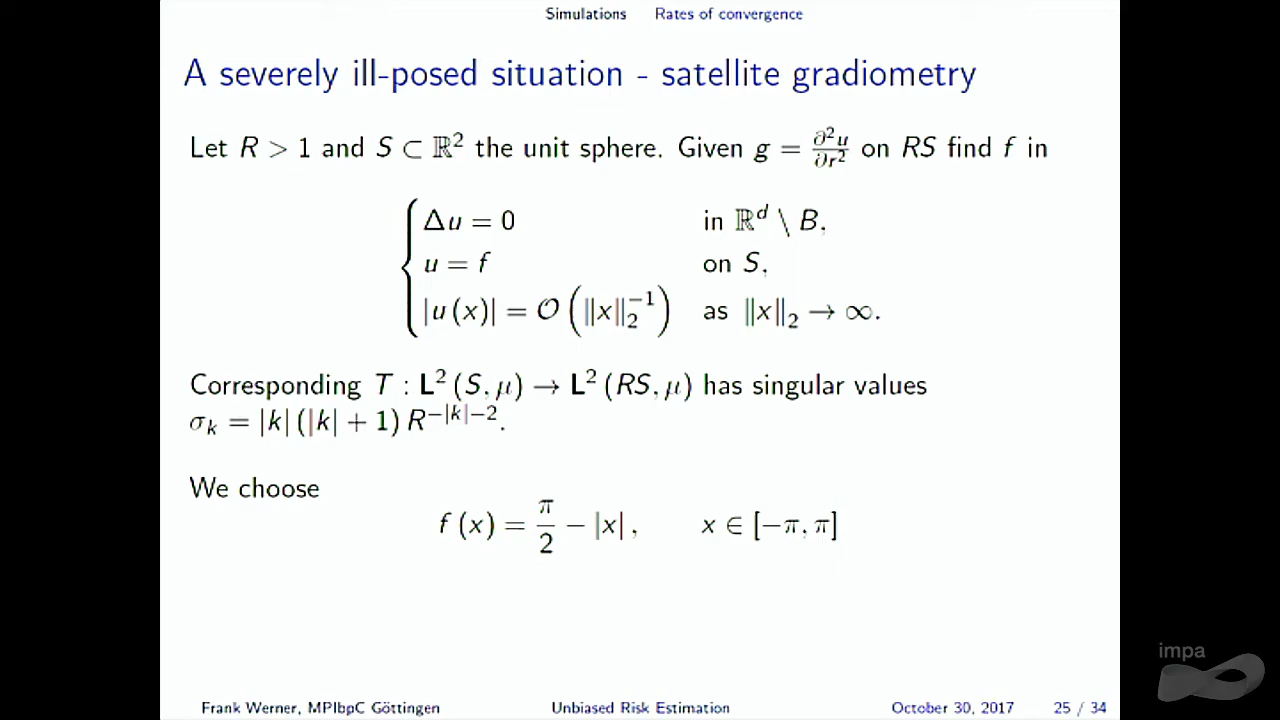 Simulations Rates of convergence
A severely ill-posed situation - satellite gradiometry
Let R > 1 and S ⊂ ℝ² the unit sphere. Given g = ∂²u/∂r² on RS find f in
Δu = 0 in ℝᵈ \ B,
u = f on S,
|u (x)| = 𝒪 (‖x‖₂⁻¹) as ‖x‖₂ → ∞.
Corresponding T : L² (S, μ) → L² (RS, μ) has singular values
σₖ = |k| (|k| + 1) R^{−|k|−2}.
We choose
f (x) = π/2 − |x| , x ∈ [−π, π]
impa
Frank Werner, MPIbpC Göttingen Unbiased Risk Estimation October 30, 2017 25 / 34